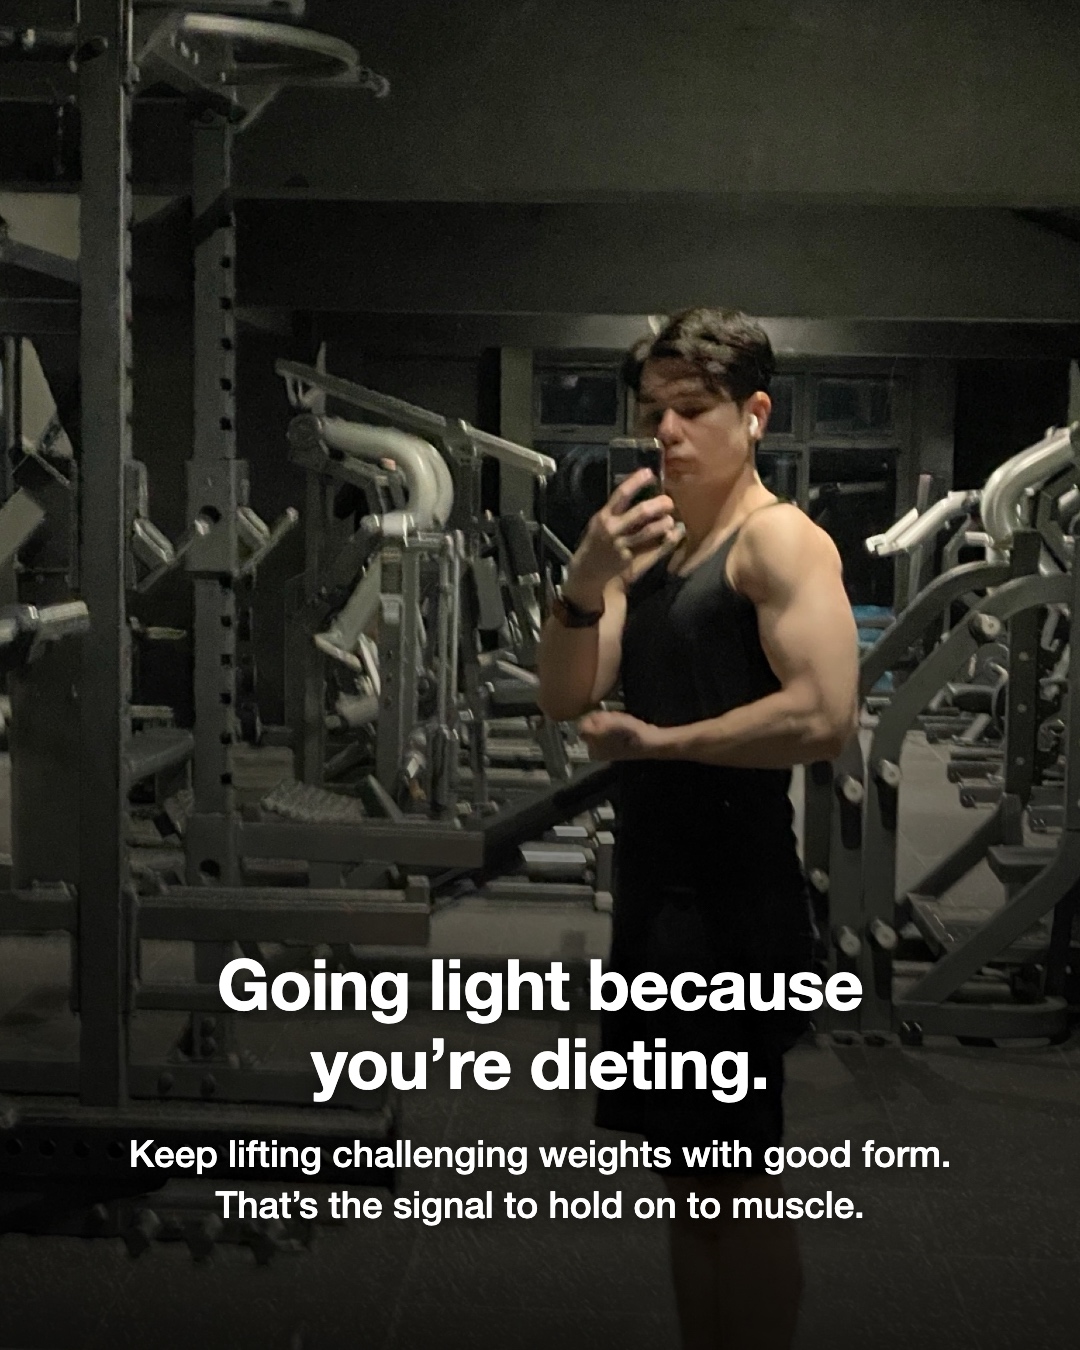 Going light because
you’re dieting.
Keep lifting challenging weights with good form.
That’s the signal to hold on to muscle.